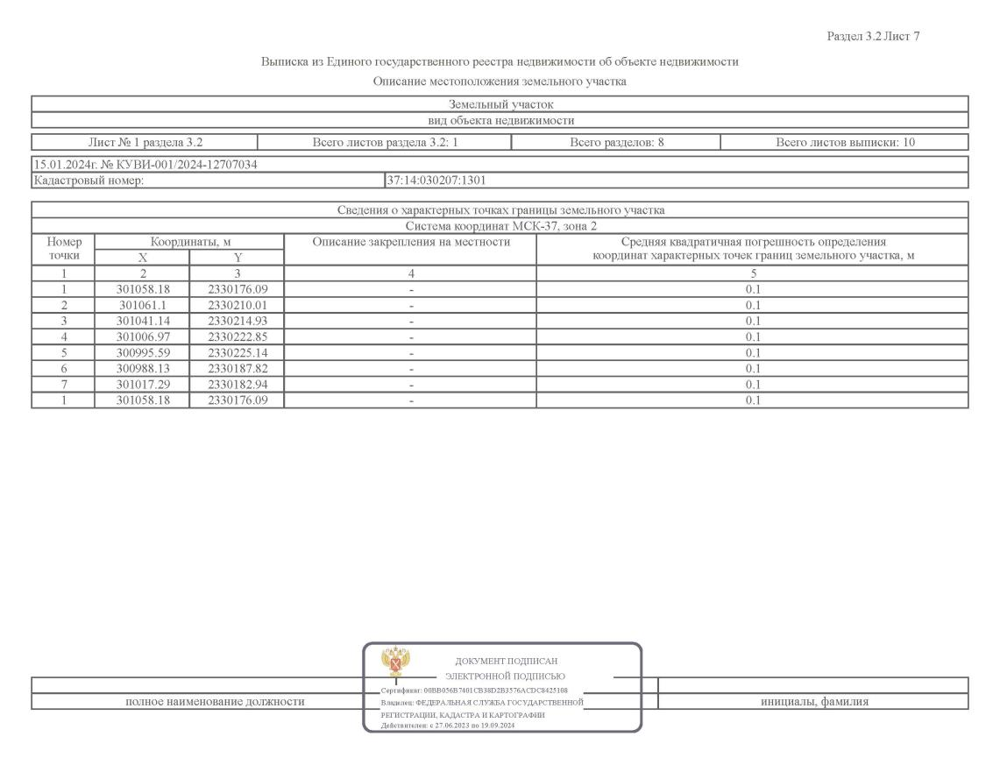 Раздел 3.2 Лист 7
Выписка из Единого государственного реестра недвижимости об объекте недвижимости
Описание местоположения земельного участка
Земельный участок
вид объекта недвижимости
Лист № 1 раздела 3.2 Всего листов раздела 3.2: 1 Всего разделов: 8 Всего листов выписки: 10
15.01.2024г. № КУВИ-001/2024-12707034
Кадастровый номер: 37:14:030207:1301
Сведения о характерных точках границы земельного участка
Система координат МСК-37, зона 2
Номер точки Координаты, м Описание закрепления на местности Средняя квадратичная погрешность определения координат характерных точек границ земельного участка, м
X Y
1 2 3 4 5
1 301058.18 2330176.09 - 0.1
2 301061.1 2330210.01 - 0.1
3 301041.14 2330214.93 - 0.1
4 301006.97 2330222.85 - 0.1
5 300995.59 2330225.14 - 0.1
6 300988.13 2330187.82 - 0.1
7 301017.29 2330182.94 - 0.1
1 301058.18 2330176.09 - 0.1
ДОКУМЕНТ ПОДПИСАН
ЭЛЕКТРОННОЙ ПОДПИСЬЮ
Сертификат: 00BB056B7401CB38D2B3576ACDC8425108
Владелец: ФЕДЕРАЛЬНАЯ СЛУЖБА ГОСУДАРСТВЕННОЙ
РЕГИСТРАЦИИ, КАДАСТРА И КАРТОГРАФИИ
Действителен: с 27.06.2023 по 19.09.2024
полное наименование должности инициалы, фамилия